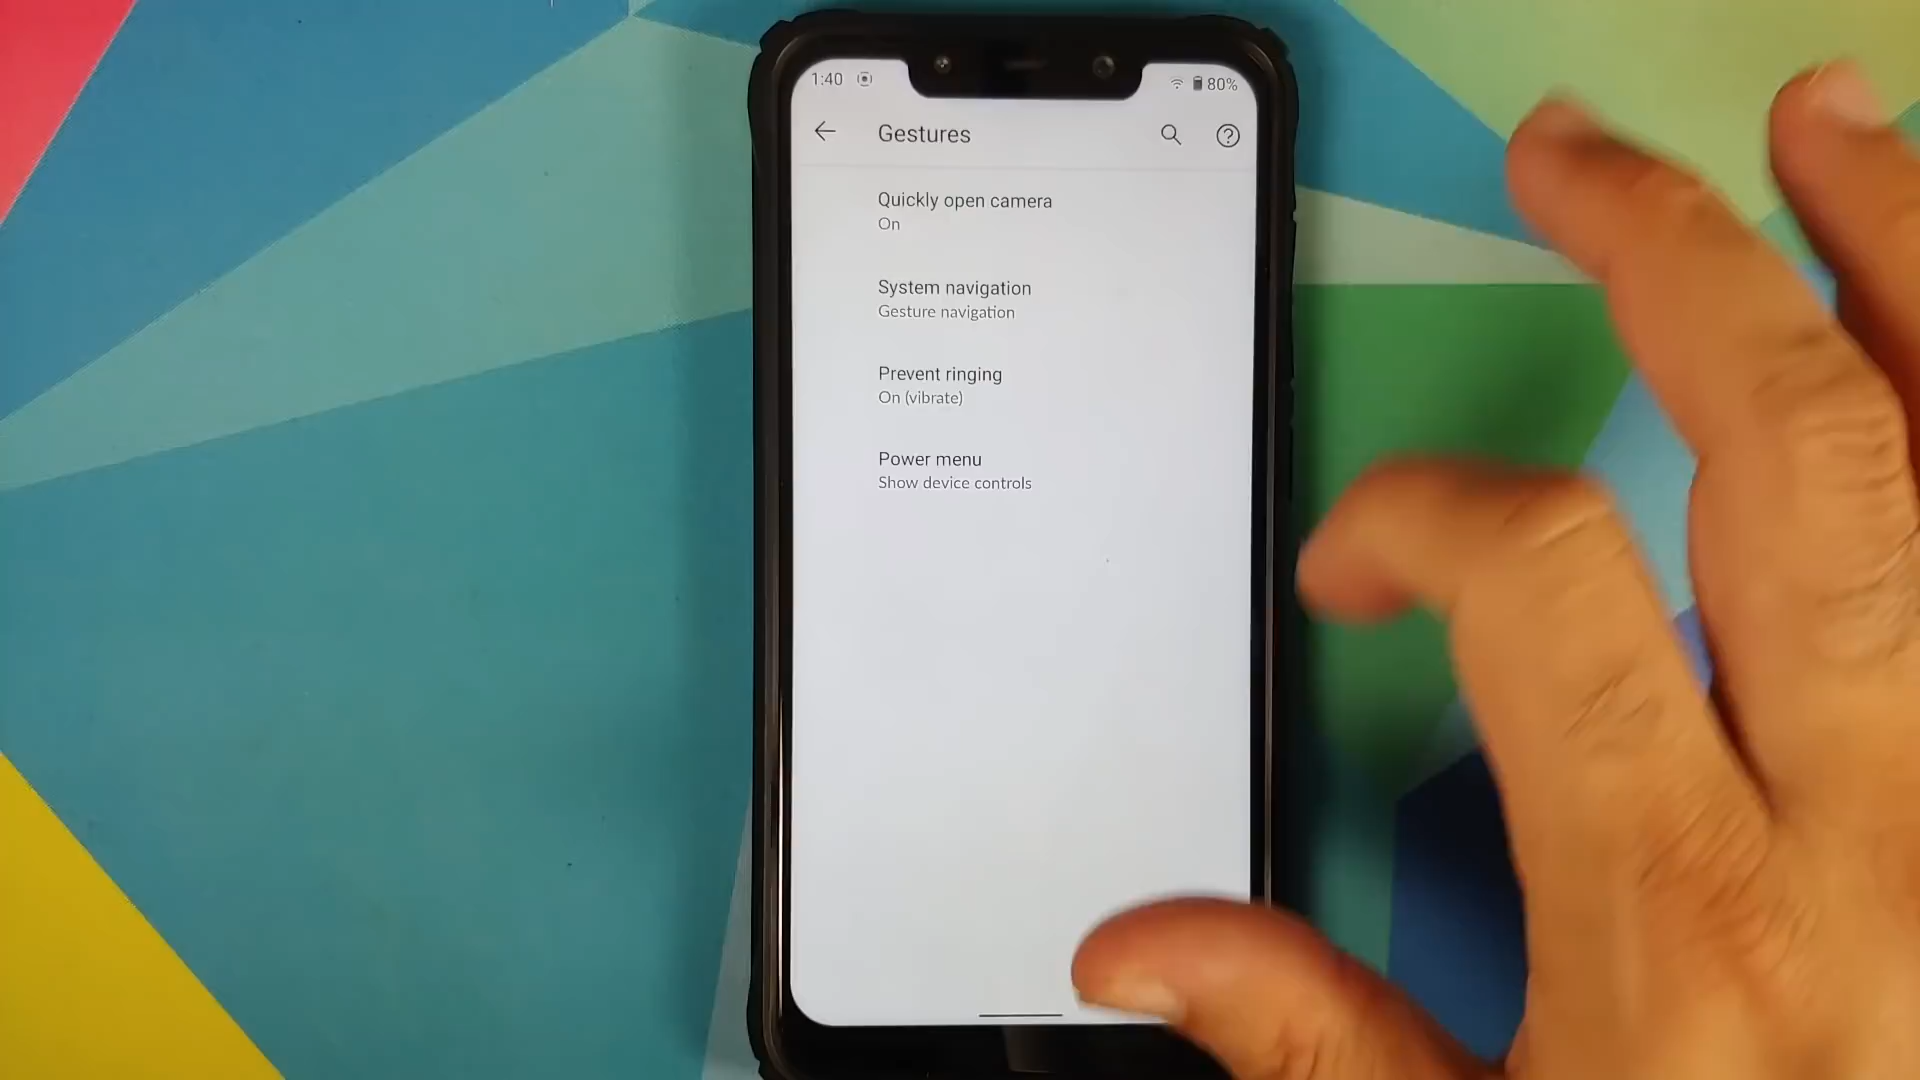 1:40
80%
Gestures
Quickly open camera
On
System navigation
Gesture navigation
Prevent ringing
On (vibrate)
Power menu
Show device controls